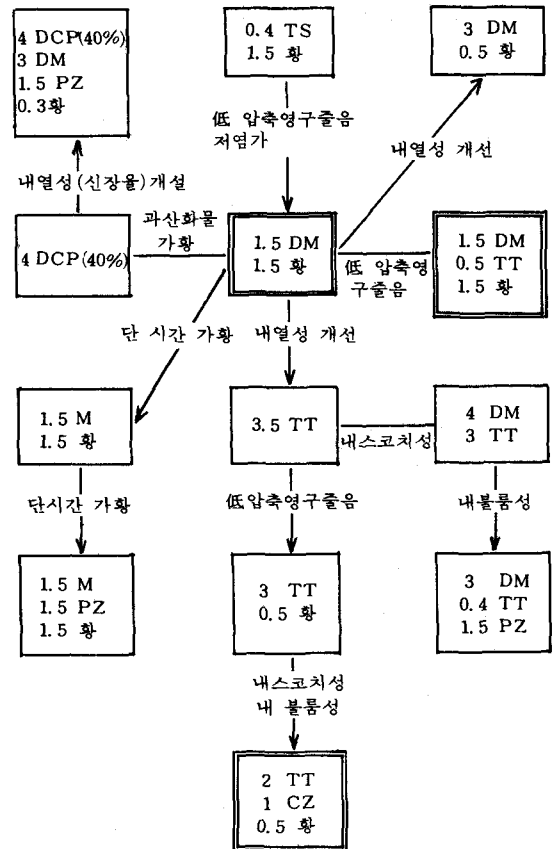 4 DCP(40%)
3 DM
1.5 PZ
0.3황
0.4 TS
1.5 황
3 DM
0.5 황
低 압축영구줄음
저염가
내열성 개선
내열성(신장율)개설
과산화물
가황
4 DCP(40%)
1.5 DM
1.5 황
低 압축영
구줄음
1.5 DM
0.5 TT
1.5 황
단 시간 가황
내열성 개선
1.5 M
1.5 황
3.5 TT
내스코치성
4 DM
3 TT
단시간 가황
低압축영구줄음
내불룸성
1.5 M
1.5 PZ
1.5 황
3 TT
0.5 황
3 DM
0.4 TT
1.5 PZ
내스코치성
내 불룸성
2 TT
1 CZ
0.5 황